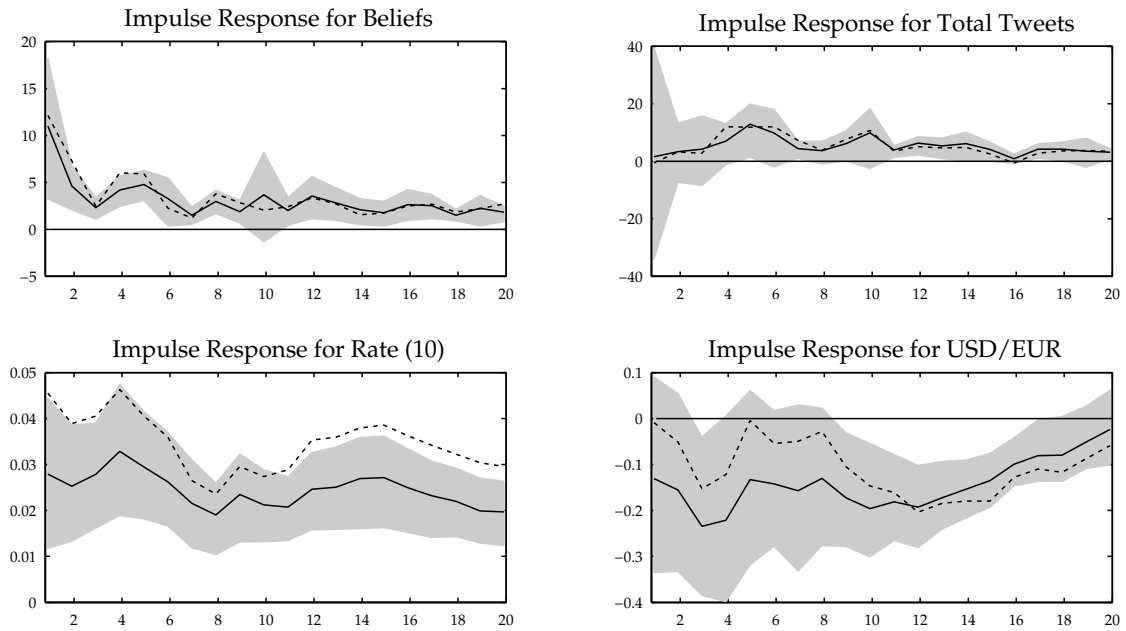 Impulse Response for Beliefs
20
15
10
5
0
−5
2 4 6 8 10 12 14 16 18 20
Impulse Response for Total Tweets
40
20
0
−20
−40
2 4 6 8 10 12 14 16 18 20
Impulse Response for Rate (10)
0.05
0.04
0.03
0.02
0.01
0
2 4 6 8 10 12 14 16 18 20
Impulse Response for USD/EUR
0.1
0
−0.1
−0.2
−0.3
−0.4
2 4 6 8 10 12 14 16 18 20